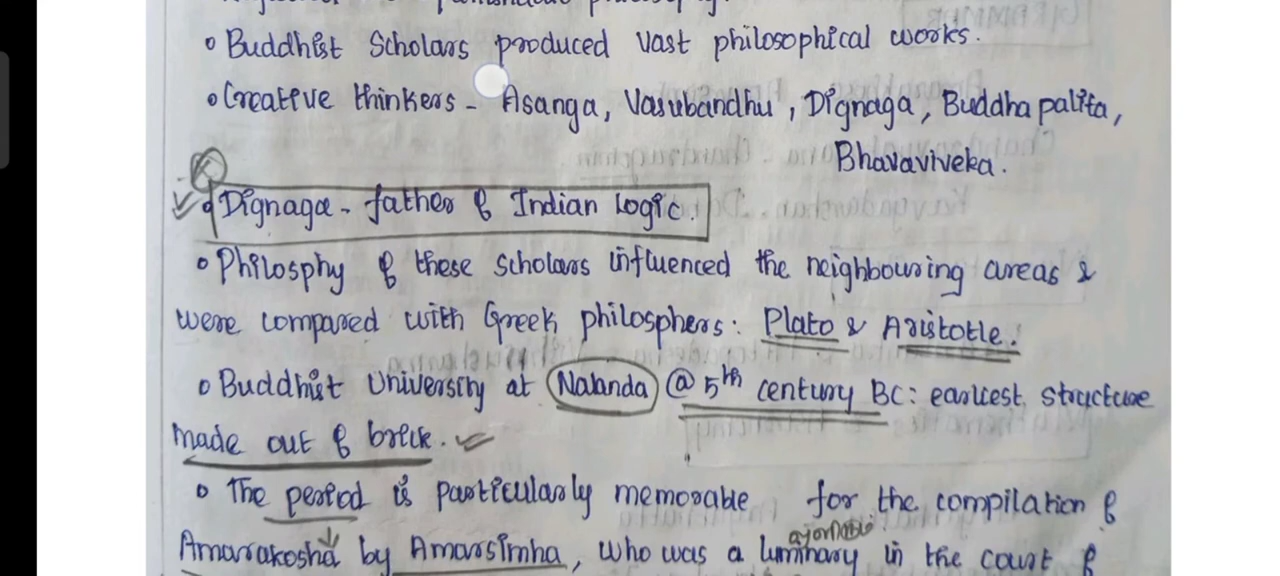 • Buddhist Scholars produced vast philosophical works.
• Creative thinkers - Asanga, Vasubandhu, Dignaga, Buddha palita,
Bhavaviveka.
• Dignaga - father of Indian Logic.
• Philosphy of these scholars influenced the neighbouring areas &
were compared with Greek philosphers: Plato & Aristotle.
• Buddhist University at Nalanda @ 5th century BC: earliest structure
made out of brick.
• The period is particularly memorable for the compilation of
Amarakosha by Amarsimha, who was a luminary in the court of